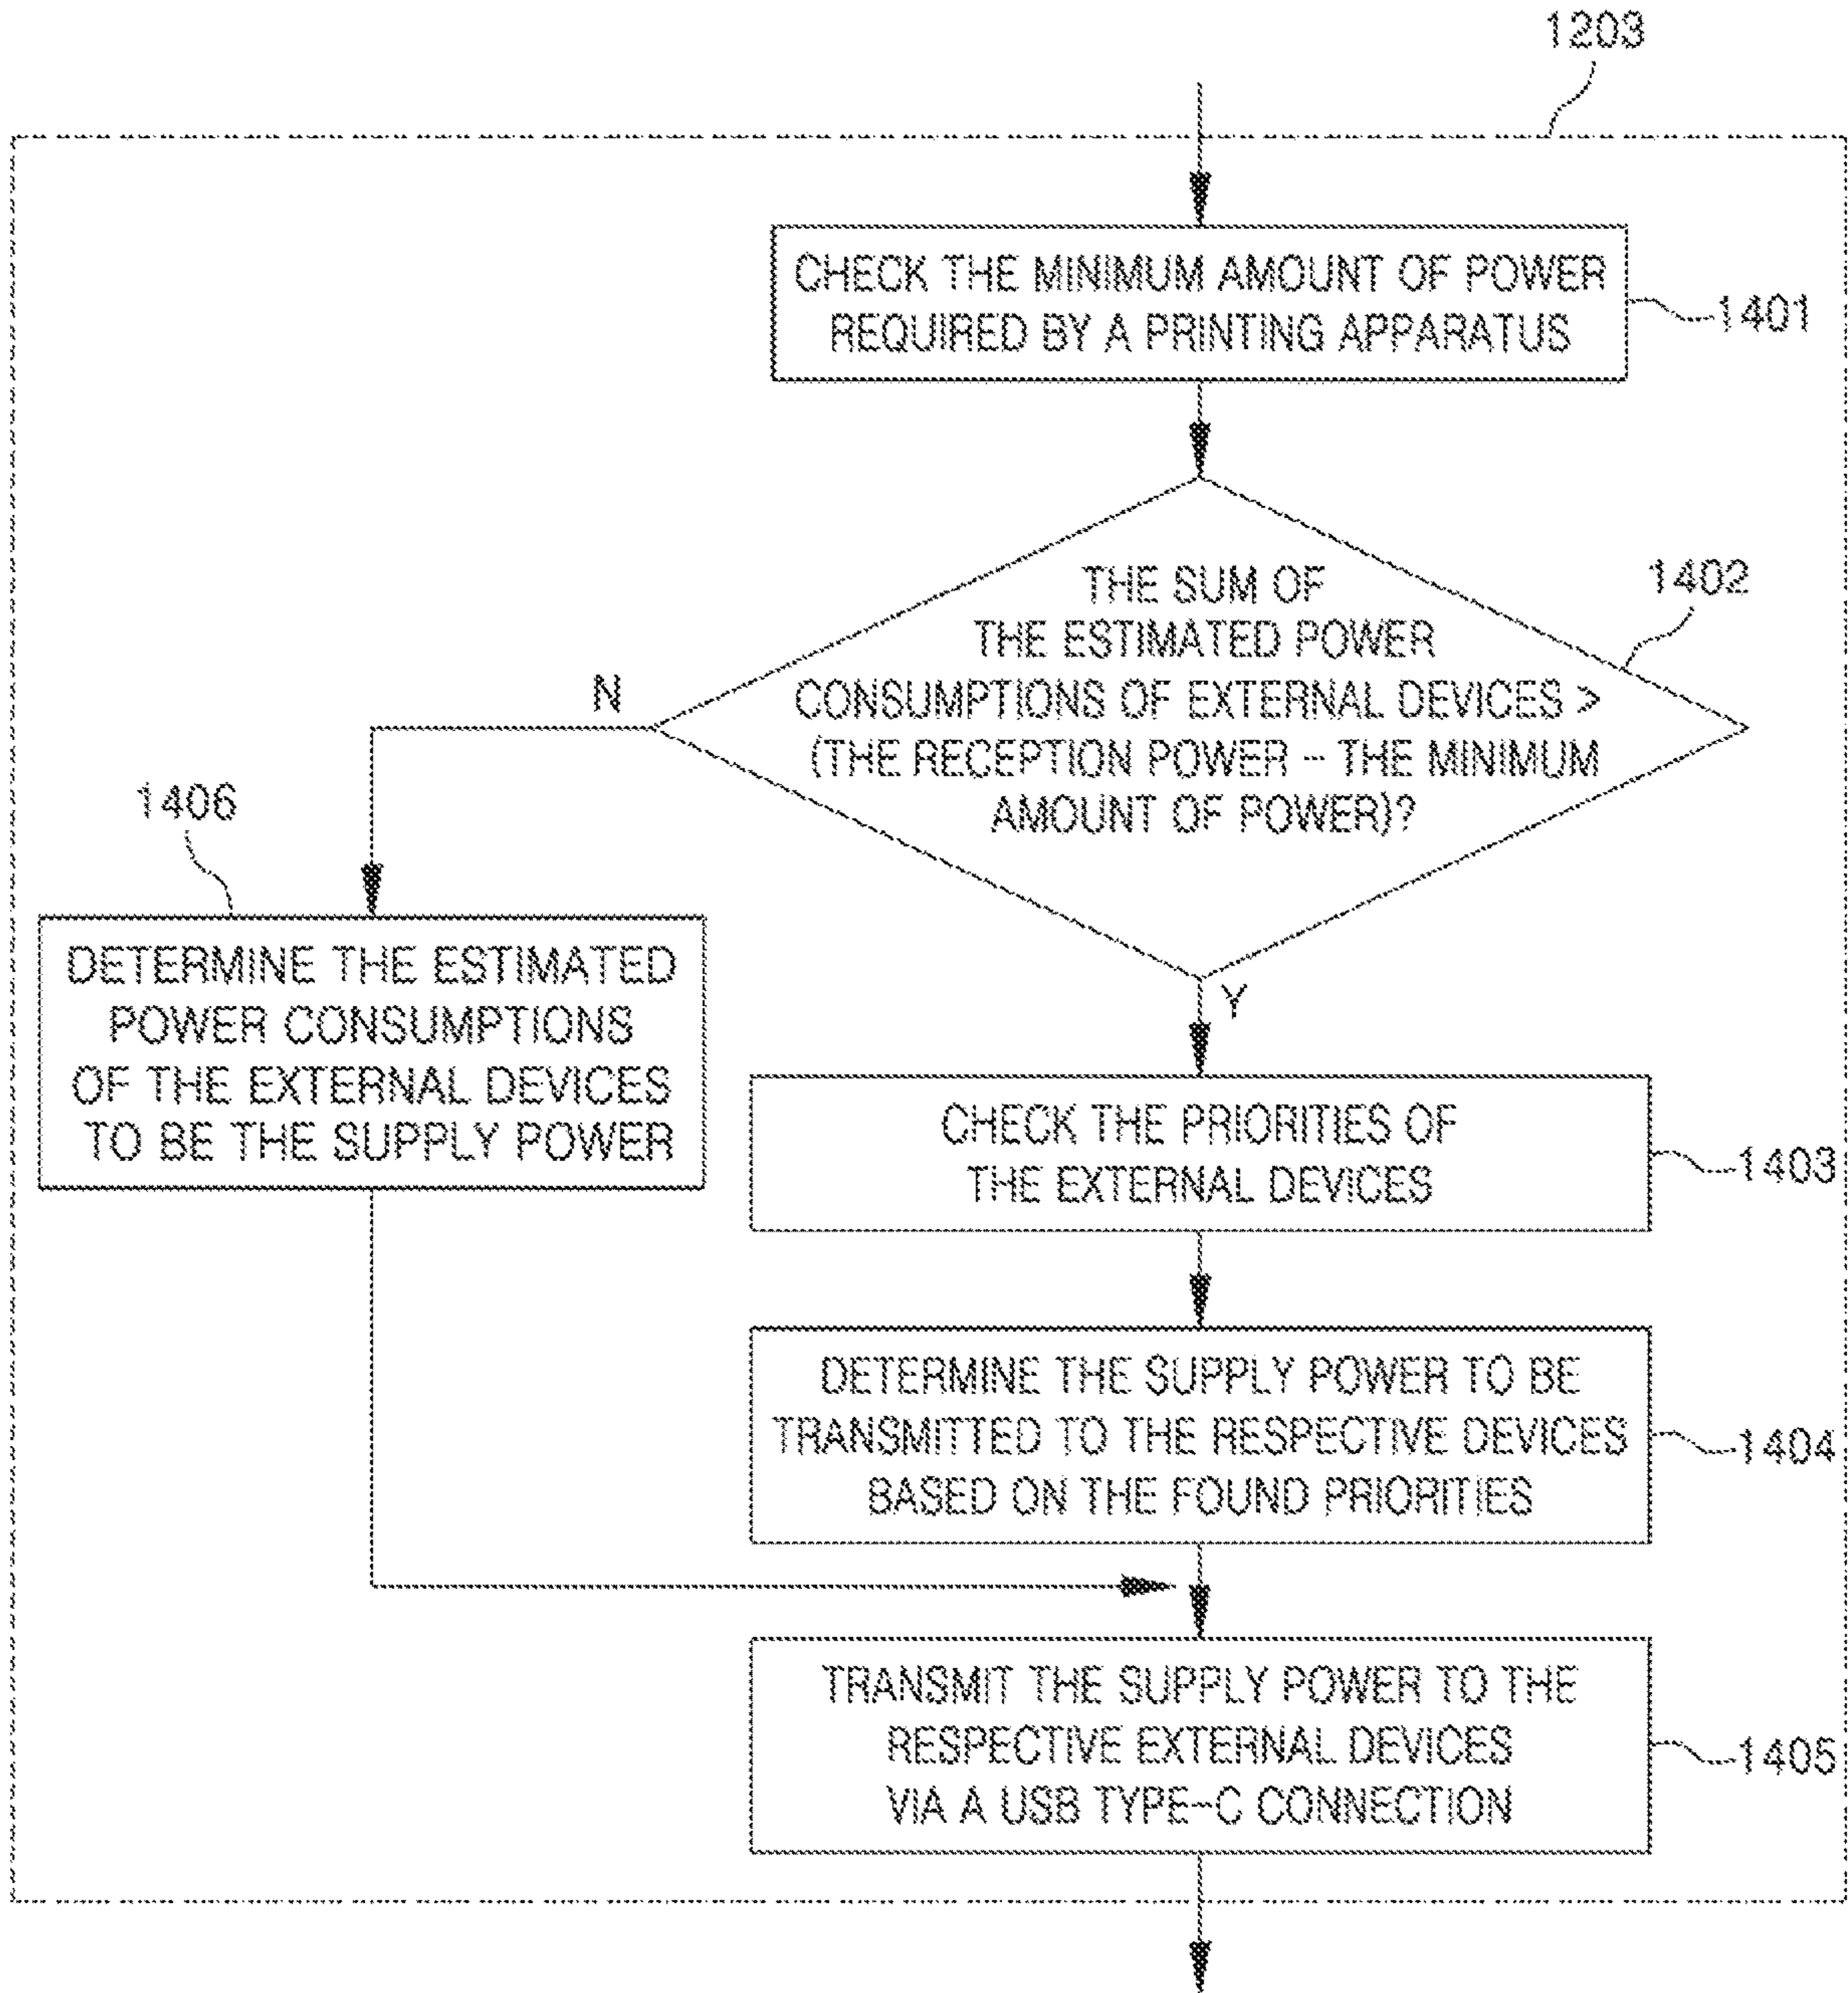 1203
CHECK THE MINIMUM AMOUNT OF POWER
REQUIRED BY A PRINTING APPARATUS
1401
THE SUM OF
THE ESTIMATED POWER
CONSUMPTIONS OF EXTERNAL DEVICES >
(THE RECEPTION POWER - THE MINIMUM
AMOUNT OF POWER)?
1402
N
Y
1406
DETERMINE THE ESTIMATED
POWER CONSUMPTIONS
OF THE EXTERNAL DEVICES
TO BE THE SUPPLY POWER
CHECK THE PRIORITIES OF
THE EXTERNAL DEVICES
1403
DETERMINE THE SUPPLY POWER TO BE
TRANSMITTED TO THE RESPECTIVE DEVICES
BASED ON THE FOUND PRIORITIES
1404
TRANSMIT THE SUPPLY POWER TO THE
RESPECTIVE EXTERNAL DEVICES
VIA A USB TYPE-C CONNECTION
1405